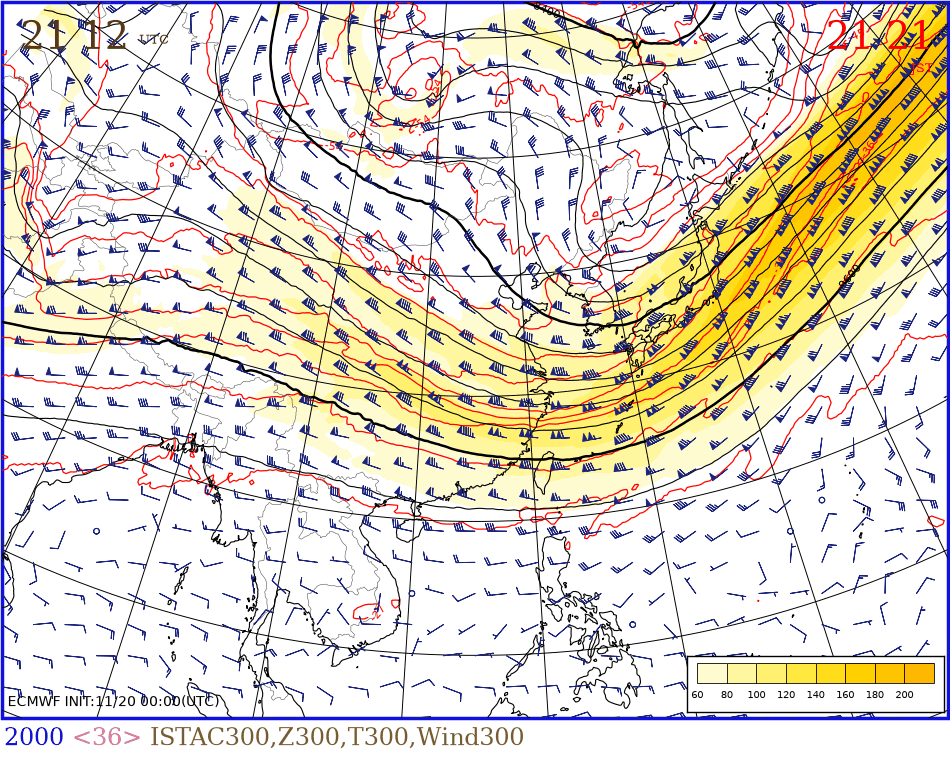 21 12 UTC
21 21
ECMWF INIT:11/20 00:00(UTC)
60 80 100 120 140 160 180 200
2000 <36> ISTAC300,Z300,T300,Wind300